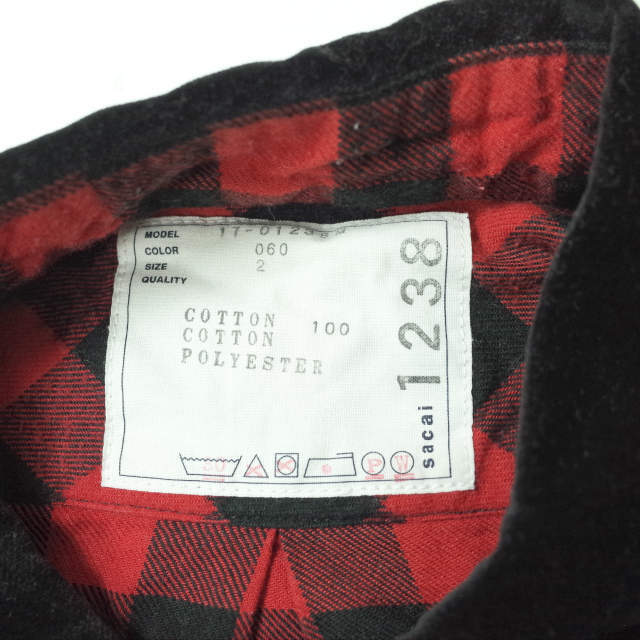 MODEL
COLOR 060
SIZE 2
QUALITY
COTTON 100
COTTON
POLYESTER
sacai 1238